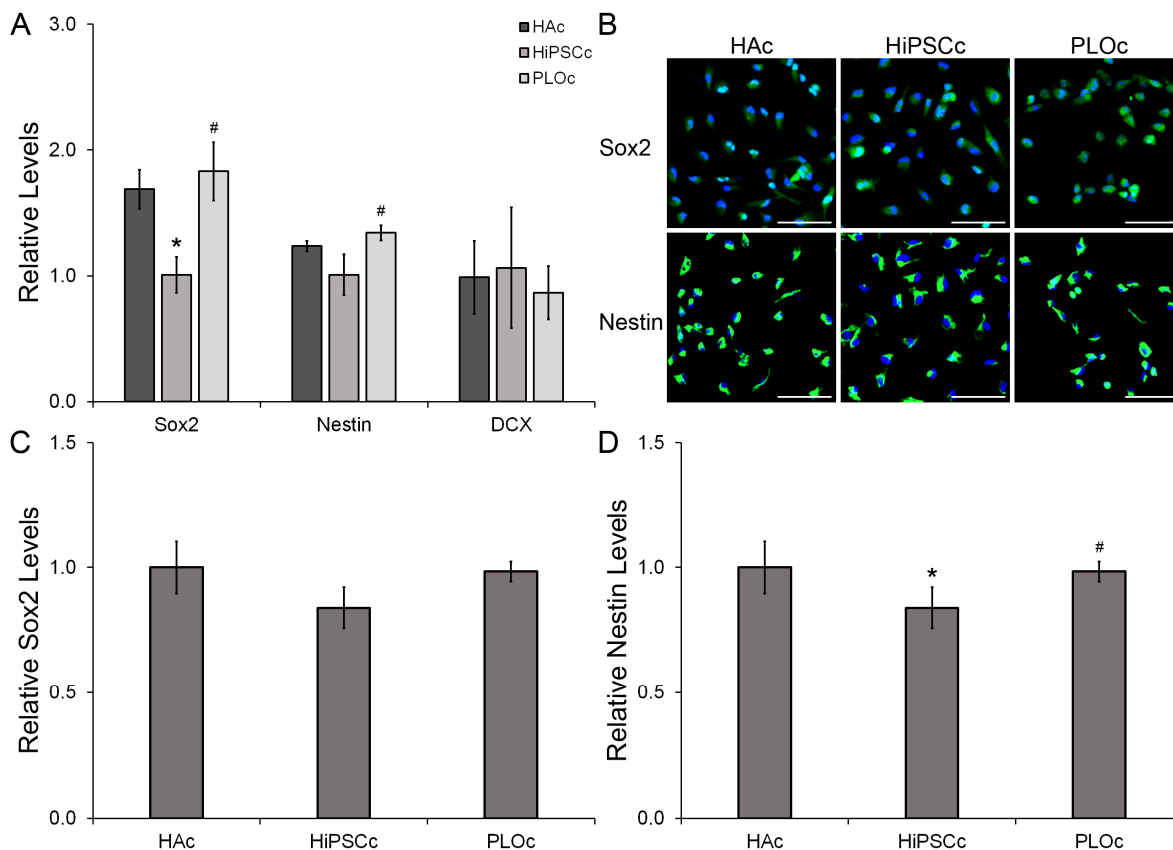 A
3.0
2.0
1.0
0.0
Relative Levels
HAc
HiPSCc
PLOc
*
#
#
Sox2
Nestin
DCX
B
HAc
HiPSCc
PLOc
Sox2
Nestin
C
1.5
1.0
0.5
0.0
Relative Sox2 Levels
HAc
HiPSCc
PLOc
D
1.5
1.0
0.5
0.0
Relative Nestin Levels
*
#
HAc
HiPSCc
PLOc